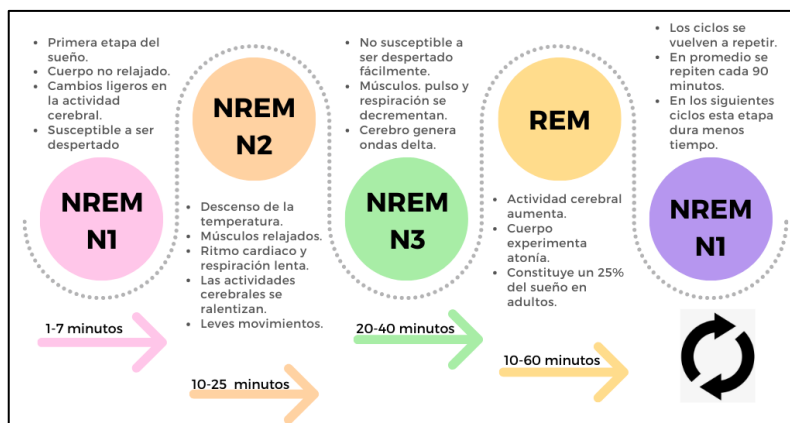 Primera etapa del
sueño.
Cuerpo no relajado.
Cambios ligeros en
la actividad
cerebral.
Susceptible a ser
despertado
NREM
N1
1-7 minutos
NREM
N2
Descenso de la
temperatura.
Músculos relajados.
Ritmo cardiaco y
respiración lenta.
Las actividades
cerebrales se
ralentizan.
Leves movimientos.
10-25 minutos
No susceptible a
ser despertado
fácilmente.
Músculos. pulso y
respiración se
decrementan.
Cerebro genera
ondas delta.
NREM
N3
20-40 minutos
REM
Actividad cerebral
aumenta.
Cuerpo
experimenta
atonía.
Constituye un 25%
del sueño en
adultos.
10-60 minutos
Los ciclos se
vuelven a repetir.
En promedio se
repiten cada 90
minutos.
En los siguientes
ciclos esta etapa
dura menos
tiempo.
NREM
N1